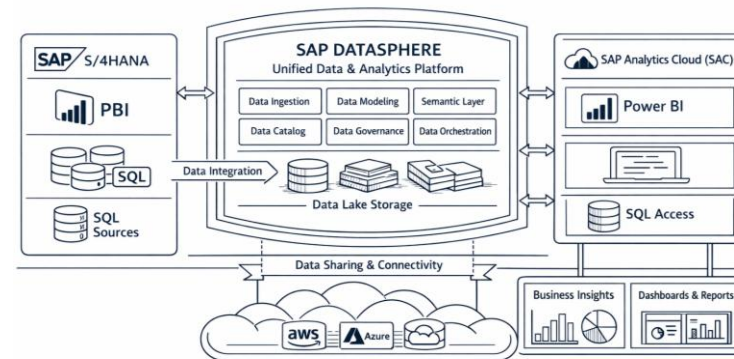 SAP S/4HANA
PBI
SQL
SQL
Sources
Data Integration
SAP DATASPHERE
Unified Data & Analytics Platform
Data Ingestion
Data Modeling
Semantic Layer
Data Catalog
Data Governance
Data Orchestration
Data Lake Storage
SAP Analytics Cloud (SAC)
Power BI
SQL Access
Data Sharing & Connectivity
aws
Azure
Business Insights
Dashboards & Reports